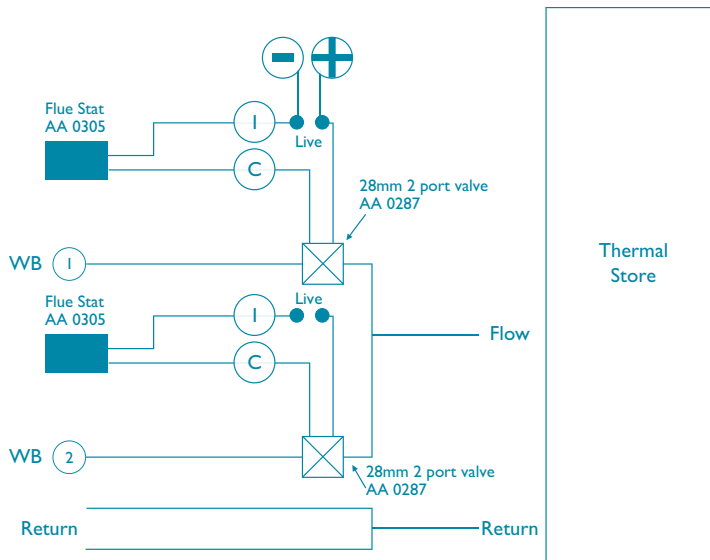 Flue Stat
AA 0305
I
Live
C
28mm 2 port valve
AA 0287
WB
1
Thermal
Store
Flue Stat
AA 0305
Live
I
C
Flow
WB
2
28mm 2 port valve
AA 0287
Return
Return